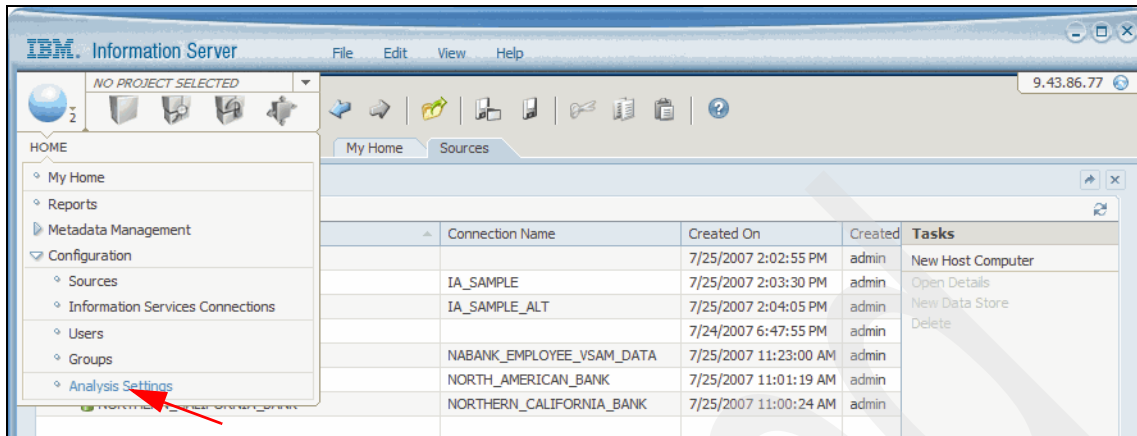 IBM. Information Server File Edit View Help
NO PROJECT SELECTED 9.43.86.77
2
HOME My Home Sources
My Home
Reports
Metadata Management Connection Name Created On Created Tasks
Configuration 7/25/2007 2:02:55 PM admin New Host Computer
Sources IA_SAMPLE 7/25/2007 2:03:30 PM admin Open Details
Information Services Connections IA_SAMPLE_ALT 7/25/2007 2:04:05 PM admin New Data Store
Users 7/24/2007 6:47:55 PM admin Delete
Groups NABANK_EMPLOYEE_VSAM_DATA 7/25/2007 11:23:00 AM admin
Analysis Settings NORTH_AMERICAN_BANK 7/25/2007 11:01:19 AM admin
NORTHERN_CALIFORNIA_BANK NORTHERN_CALIFORNIA_BANK 7/25/2007 11:00:24 AM admin